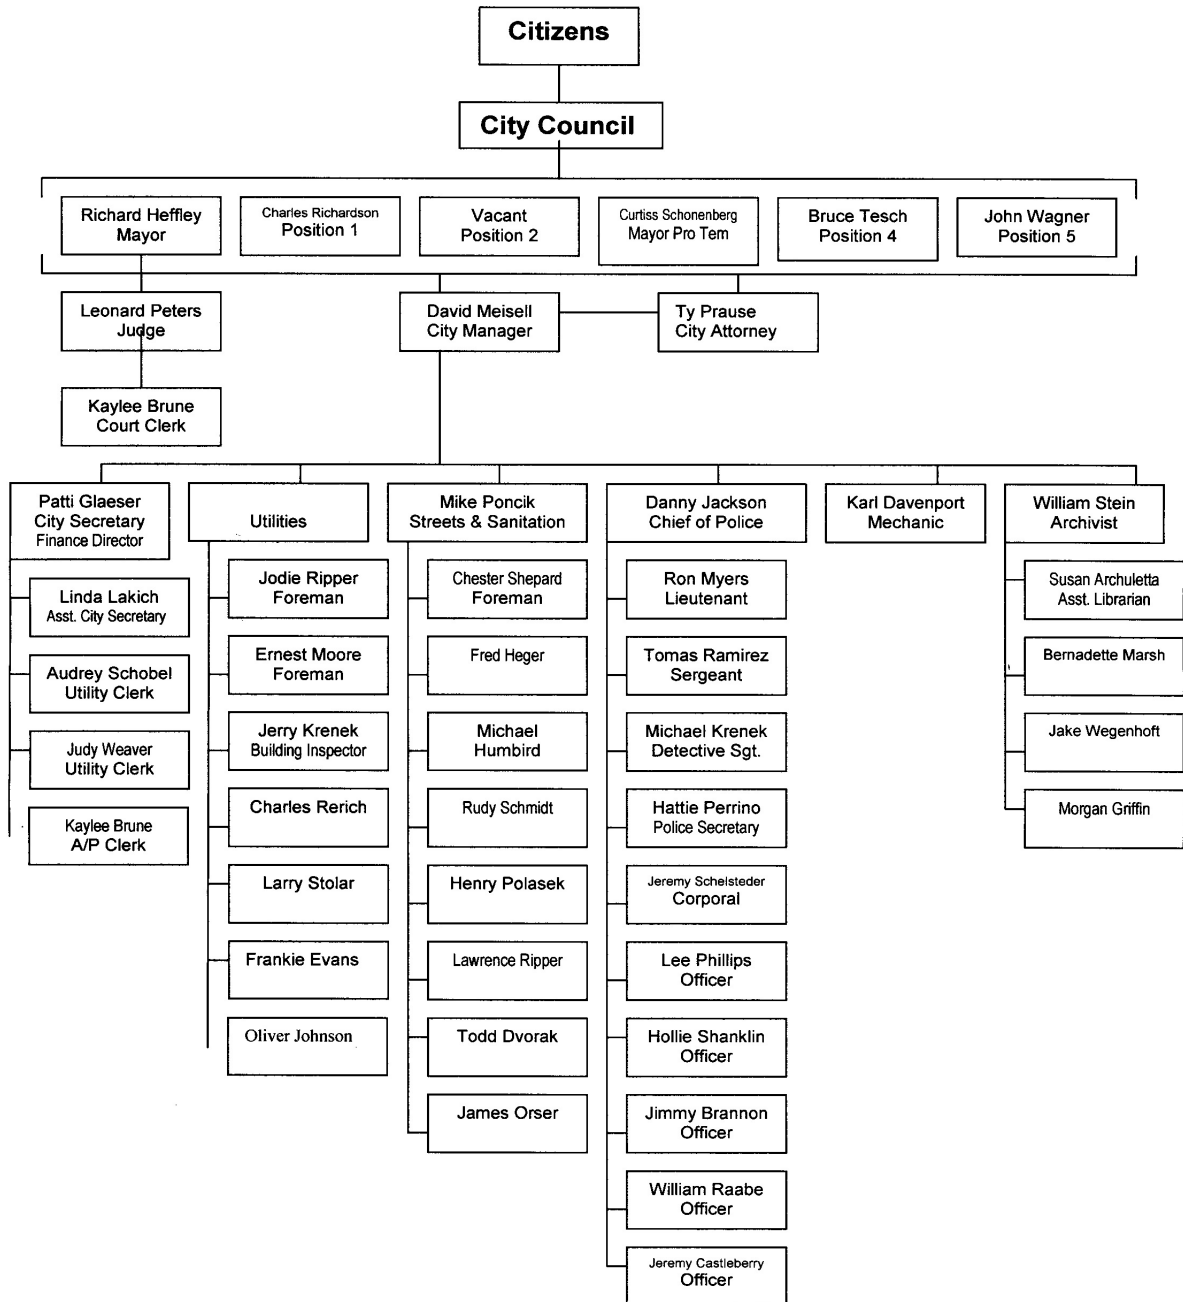 Citizens
City Council
Richard Heffley
Mayor
Charles Richardson
Position 1
Vacant
Position 2
Curtiss Schonenberg
Mayor Pro Tem
Bruce Tesch
Position 4
John Wagner
Position 5
Leonard Peters
Judge
David Meisell
City Manager
Ty Prause
City Attorney
Kaylee Brune
Court Clerk
Patti Glaeser
City Secretary
Finance Director
Linda Lakich
Asst. City Secretary
Audrey Schobel
Utility Clerk
Judy Weaver
Utility Clerk
Kaylee Brune
A/P Clerk
Utilities
Jodie Ripper
Foreman
Ernest Moore
Foreman
Jerry Krenek
Building Inspector
Charles Rerich
Larry Stolar
Frankie Evans
Oliver Johnson
Mike Poncik
Streets & Sanitation
Chester Shepard
Foreman
Fred Heger
Michael
Humbird
Rudy Schmidt
Henry Polasek
Lawrence Ripper
Todd Dvorak
James Orser
Danny Jackson
Chief of Police
Ron Myers
Lieutenant
Tomas Ramirez
Sergeant
Michael Krenek
Detective Sgt.
Hattie Perrino
Police Secretary
Jeremy Schelsteder
Corporal
Lee Phillips
Officer
Hollie Shanklin
Officer
Jimmy Brannon
Officer
William Raabe
Officer
Jeremy Castleberry
Officer
Karl Davenport
Mechanic
William Stein
Archivist
Susan Archuletta
Asst. Librarian
Bernadette Marsh
Jake Wegenhoft
Morgan Griffin